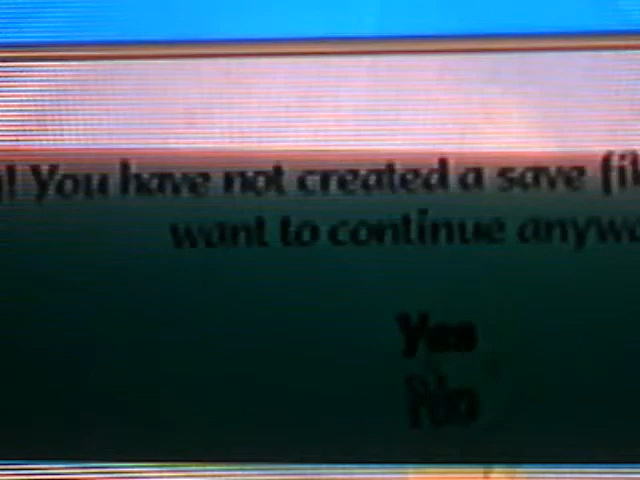 ! You have not created a save
want to continue
Yes
No